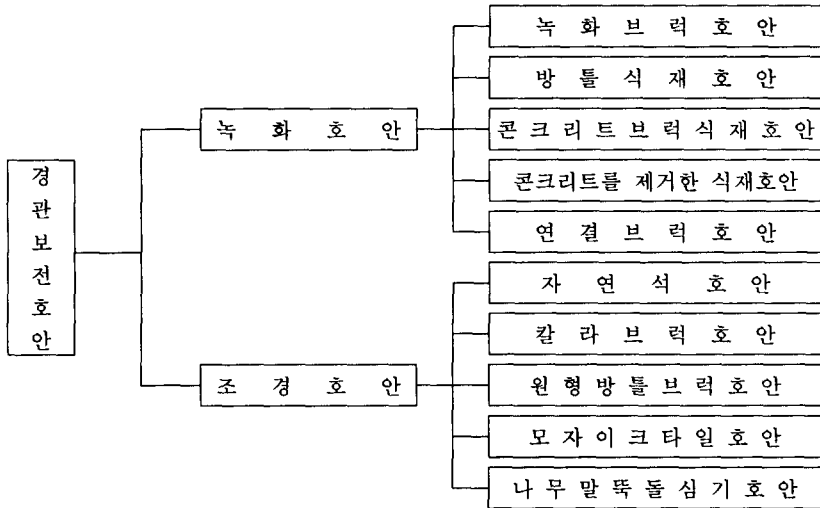 경관보전호안
녹 화 호 안
녹 화 브 럭 호 안
방 틀 식 재 호 안
콘 크 리 트 브 럭 식 재 호 안
콘크리트를 제거한 식재호안
연 결 브 럭 호 안
조 경 호 안
자 연 석 호 안
칼 라 브 럭 호 안
원 형 방 틀 브 럭 호 안
모 자 이 크 타 일 호 안
나 무 말 뚝 돌 심 기 호 안